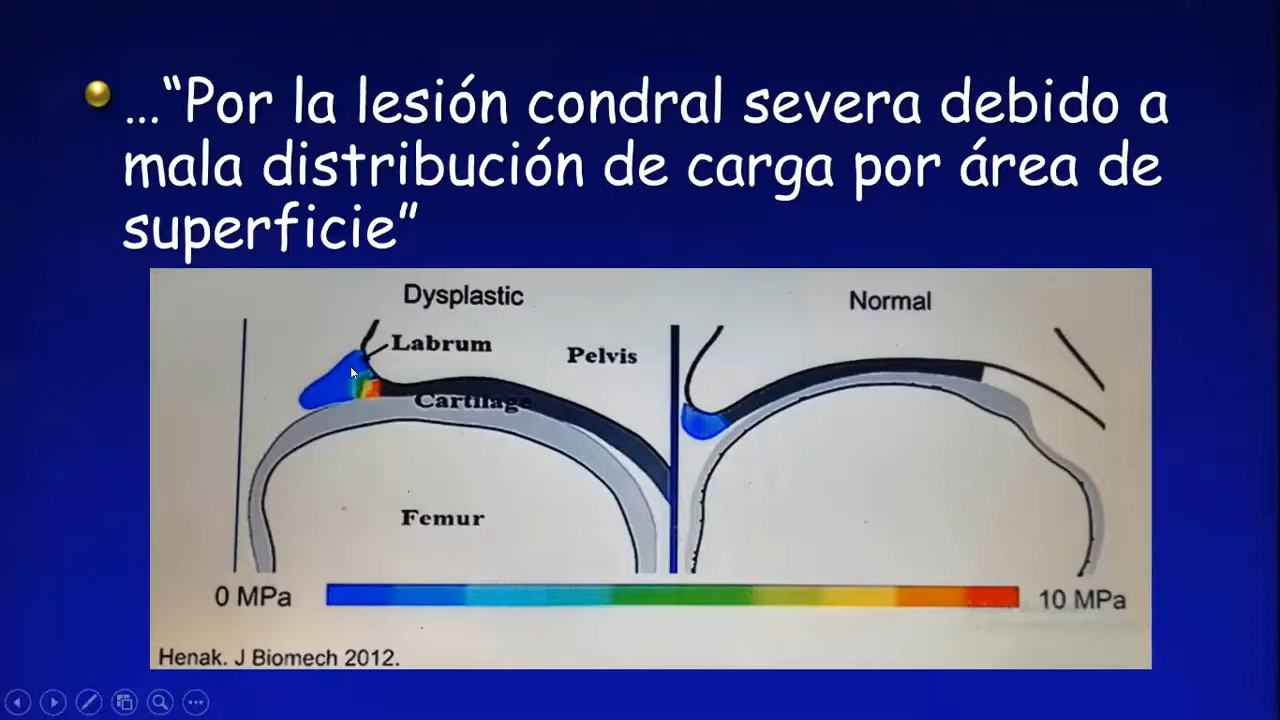 …“Por la lesión condral severa debido a
mala distribución de carga por área de
superficie”
Dysplastic
Normal
Labrum
Pelvis
Cartilage
Femur
0 MPa
10 MPa
Henak. J Biomech 2012.